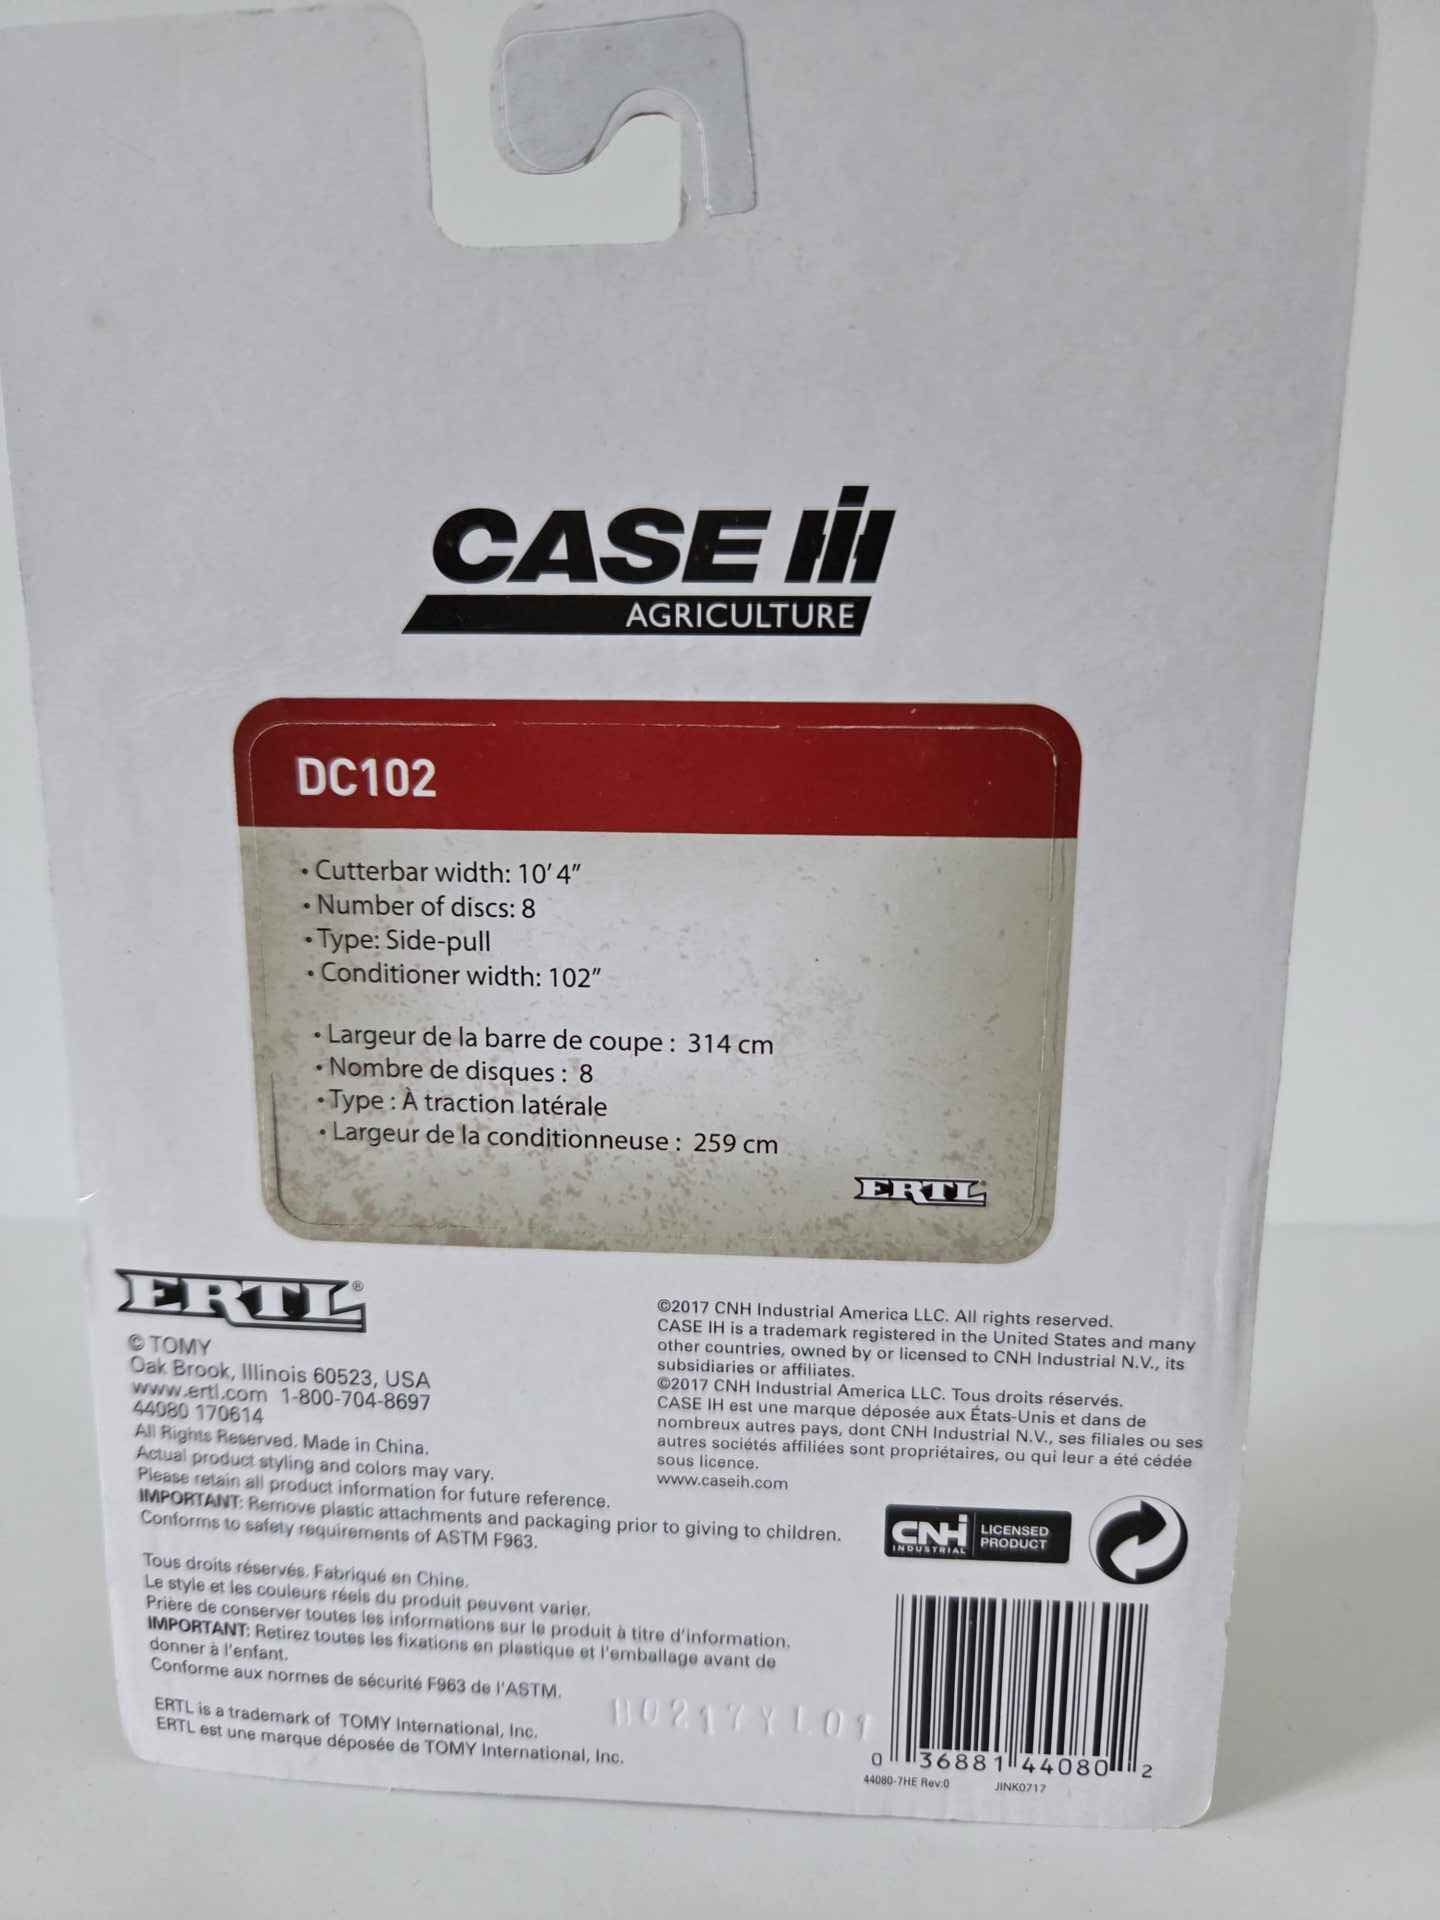 CASE IH
AGRICULTURE
DC102
• Cutterbar width: 10' 4"
• Number of discs: 8
• Type: Side-pull
• Conditioner width: 102"
• Largeur de la barre de coupe : 314 cm
• Nombre de disques : 8
• Type : À traction latérale
• Largeur de la conditionneuse : 259 cm
ERTL
ERTL®
© TOMY
Oak Brook, Illinois 60523, USA
www.ertl.com 1-800-704-8697
44080 170614
All Rights Reserved. Made in China.
Actual product styling and colors may vary.
Please retain all product information for future reference.
IMPORTANT: Remove plastic attachments and packaging prior to giving to children.
Conforms to safety requirements of ASTM F963.
Tous droits réservés. Fabriqué en Chine.
Le style et les couleurs réels du produit peuvent varier.
Prière de conserver toutes les informations sur le produit à titre d'information.
IMPORTANT: Retirez toutes les fixations en plastique et l'emballage avant de
donner à l'enfant.
Conforme aux normes de sécurité F963 de l'ASTM.
ERTL is a trademark of TOMY International, Inc.
ERTL est une marque déposée de TOMY International, Inc.
©2017 CNH Industrial America LLC. All rights reserved.
CASE IH is a trademark registered in the United States and many
other countries, owned by or licensed to CNH Industrial N.V., its
subsidiaries or affiliates.
©2017 CNH Industrial America LLC. Tous droits réservés.
CASE IH est une marque déposée aux États-Unis et dans de
nombreux autres pays, dont CNH Industrial N.V., ses filiales ou ses
autres sociétés affiliées sont propriétaires, ou qui leur a été cédée
sous licence.
www.caseih.com
CNH
INDUSTRIAL
LICENSED
PRODUCT
0 36881 44080 2
44080-7HE Rev:0 JINK0717